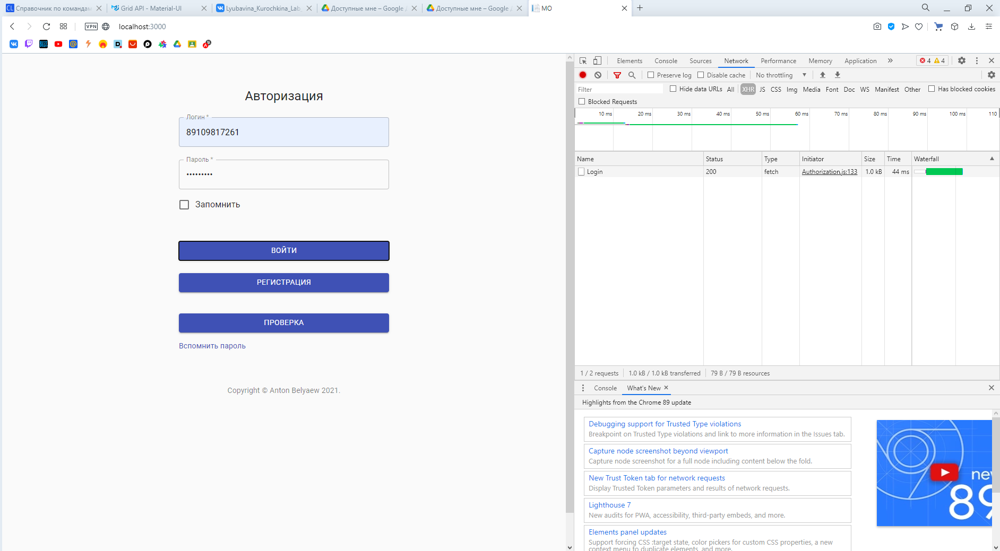 Справочник по командам
Grid API - Material-UI
Lyubavina_Kurochkina_Lab_
Доступные мне – Google
Доступные мне – Google
MO
VPN
localhost:3000
Авторизация
Логин *
89109817261
Пароль *
•••••••••
Запомнить
ВОЙТИ
РЕГИСТРАЦИЯ
ПРОВЕРКА
Вспомнить пароль
Copyright © Anton Belyaew 2021.
Elements Console Sources Network Performance Memory Application » 4 4
Preserve log Disable cache No throttling
Filter Hide data URLs All XHR JS CSS Img Media Font Doc WS Manifest Other Has blocked cookies
Blocked Requests
10 ms 20 ms 30 ms 40 ms 50 ms 60 ms 70 ms 80 ms 90 ms 100 ms 110
Name Status Type Initiator Size Time Waterfall
Login 200 fetch Authorization.js:133 1.0 kB 44 ms
1 / 2 requests 1.0 kB / 1.0 kB transferred 79 B / 79 B resources
Console What's New
Highlights from the Chrome 89 update
Debugging support for Trusted Type violations
Breakpoint on Trusted Type violations and link to more information in the Issues tab.
Capture node screenshot beyond viewport
Capture node screenshot for a full node including content below the fold.
New Trust Token tab for network requests
Display Trusted Token parameters and results of network requests.
Lighthouse 7
New audits for PWA, accessibility, third-party embeds, and more.
Elements panel updates
Support forcing CSS :target state, color pickers for custom CSS properties, a new
context menu to duplicate elements, and more.
new
89